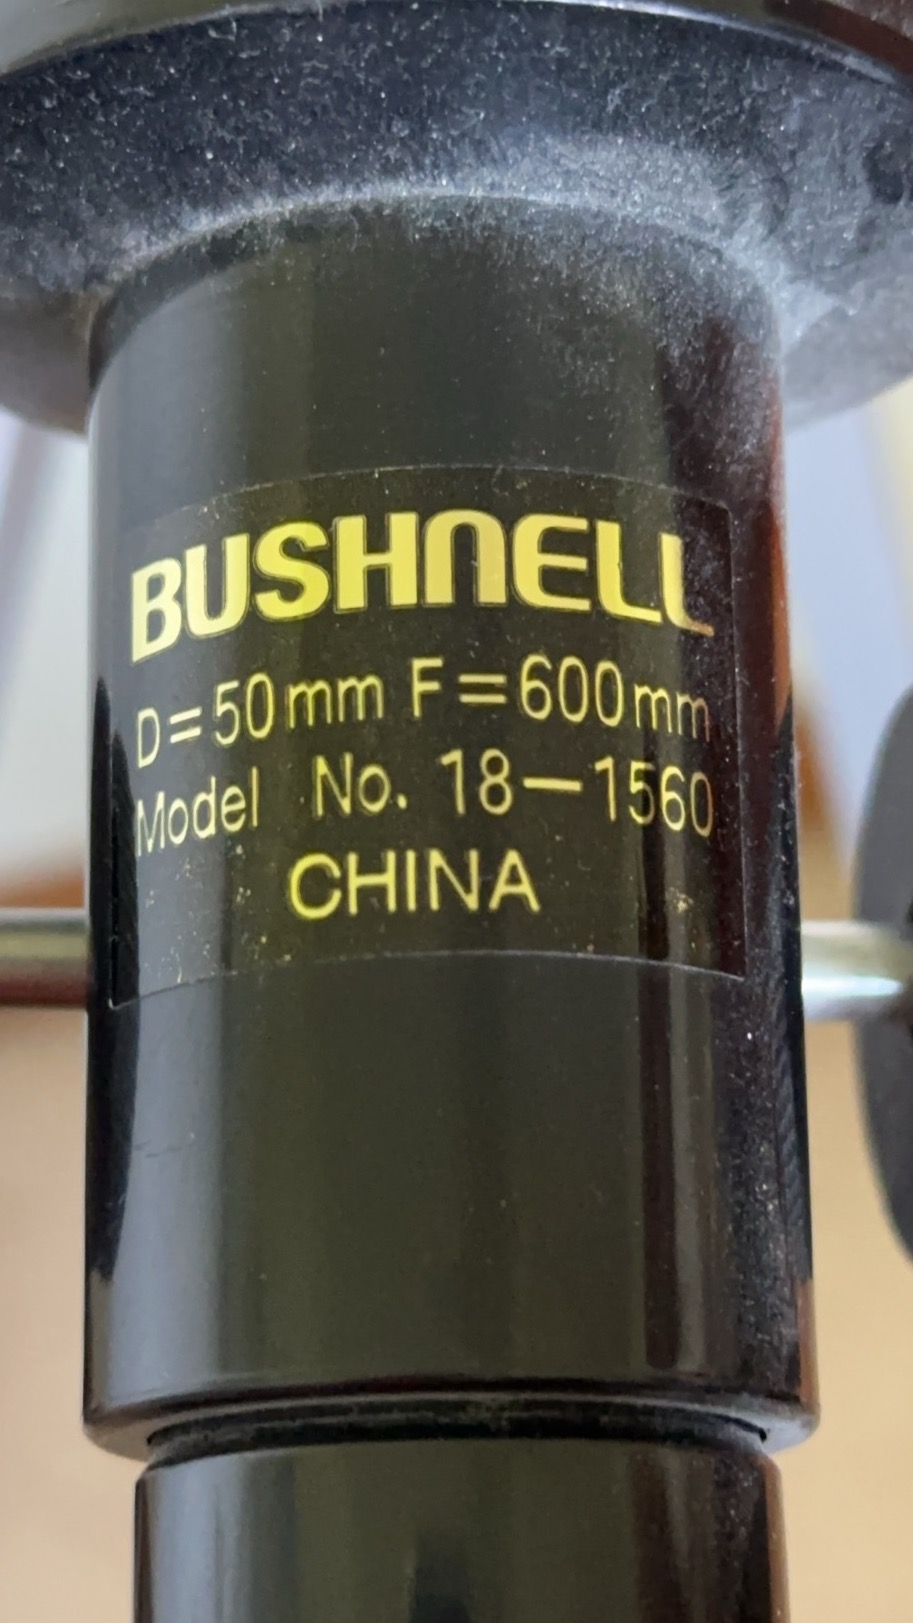 BUSHNELL
D=50mm F=600mm
Model No. 18-1560
CHINA